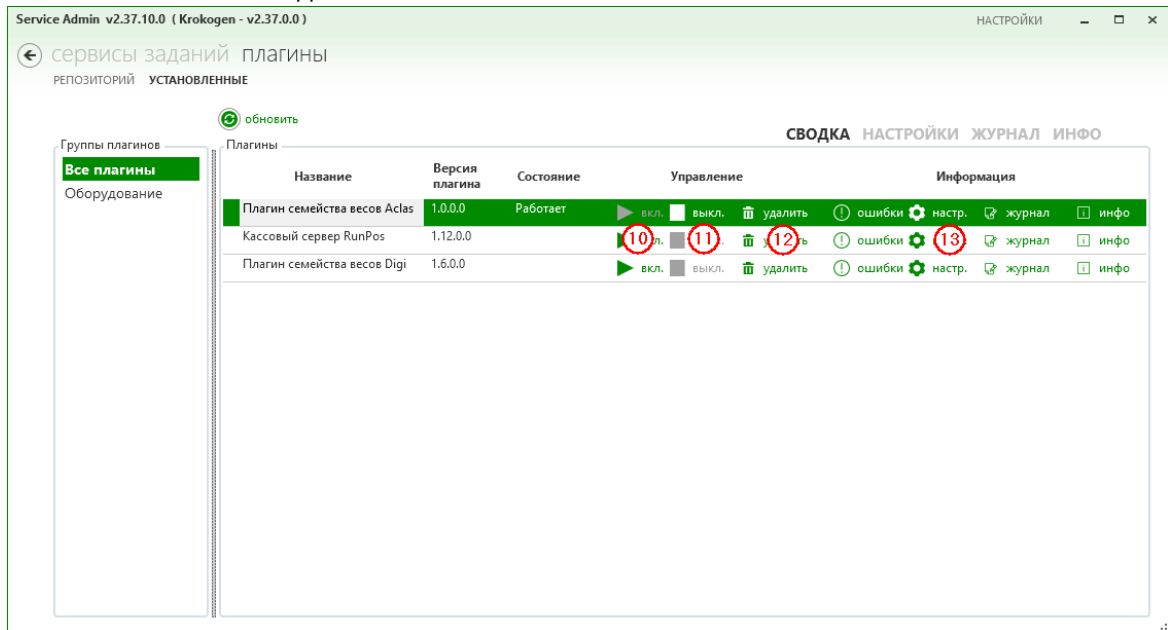 Service Admin v2.37.10.0 ( Krokogen - v2.37.0.0 ) НАСТРОЙКИ
сервисы заданий плагины
РЕПОЗИТОРИЙ УСТАНОВЛЕННЫЕ
обновить
СВОДКА НАСТРОЙКИ ЖУРНАЛ ИНФО
Группы плагинов
Все плагины
Оборудование
Плагины
Название Версия плагина Состояние Управление Информация
Плагин семейства весов Aclas 1.0.0.0 Работает вкл. выкл. удалить ошибки настр. журнал инфо
Кассовый сервер RunPos 1.12.0.0 10 11 12 ошибки 13 журнал инфо
Плагин семейства весов Digi 1.6.0.0 вкл. выкл. удалить ошибки настр. журнал инфо